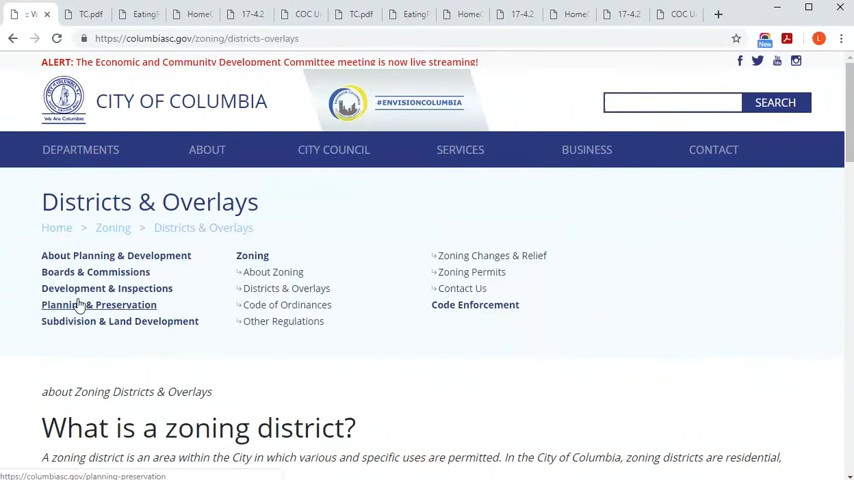 TC.pdf EatingP HomeO 17-4.2 COC U TC.pdf EatingP HomeO 17-4.2 HomeO 17-4.2 COC U
https://columbiasc.gov/zoning/districts-overlays
New
L
ALERT: The Economic and Community Development Committee meeting is now live streaming!
We Are Columbia
CITY OF COLUMBIA
#ENVISIONCOLUMBIA
SEARCH
DEPARTMENTS ABOUT CITY COUNCIL SERVICES BUSINESS CONTACT
Districts & Overlays
Home > Zoning > Districts & Overlays
About Planning & Development Zoning Zoning Changes & Relief
Boards & Commissions About Zoning Zoning Permits
Development & Inspections Districts & Overlays Contact Us
Planning & Preservation Code of Ordinances Code Enforcement
Subdivision & Land Development Other Regulations
about Zoning Districts & Overlays
What is a zoning district?
A zoning district is an area within the City in which various and specific uses are permitted. In the City of Columbia, zoning districts are residential,
https://columbiasc.gov/planning-preservation